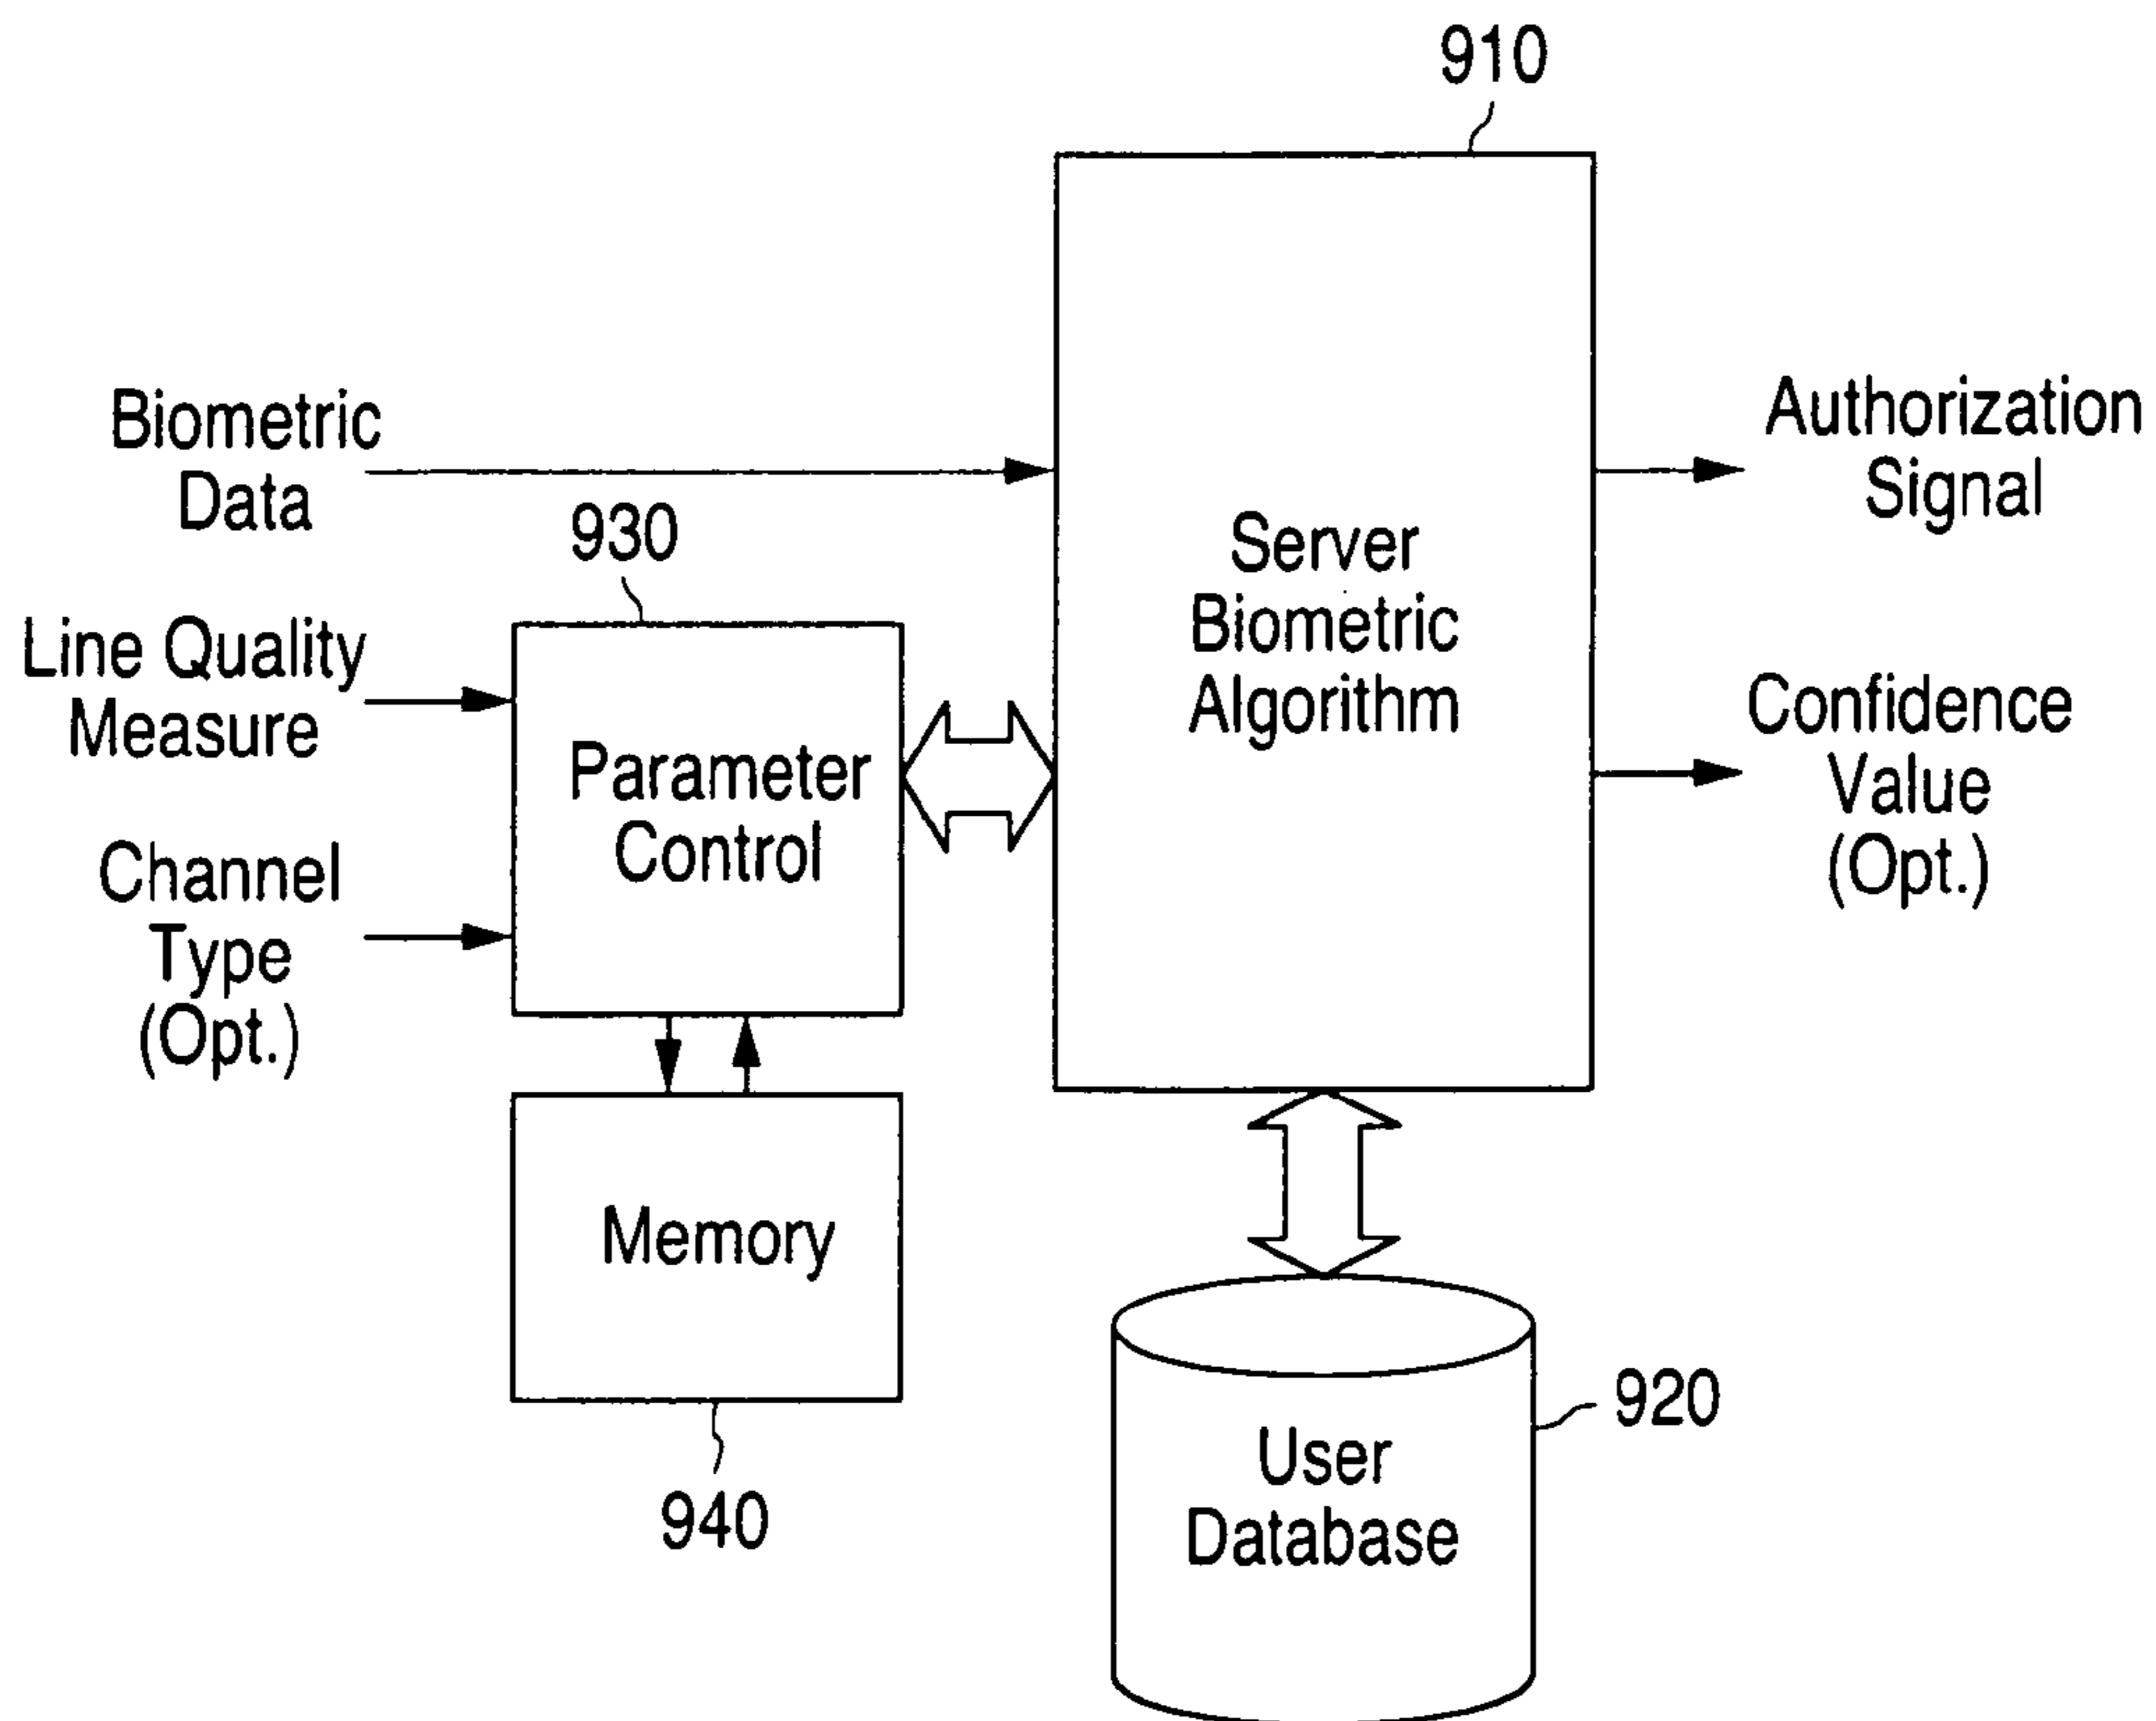 910
Biometric
Data
Authorization
Signal
Server
Biometric
Algorithm
930
Line Quality
Measure
Parameter
Control
Confidence
Value
(Opt.)
Channel
Type
(Opt.)
Memory
940
920
User
Database